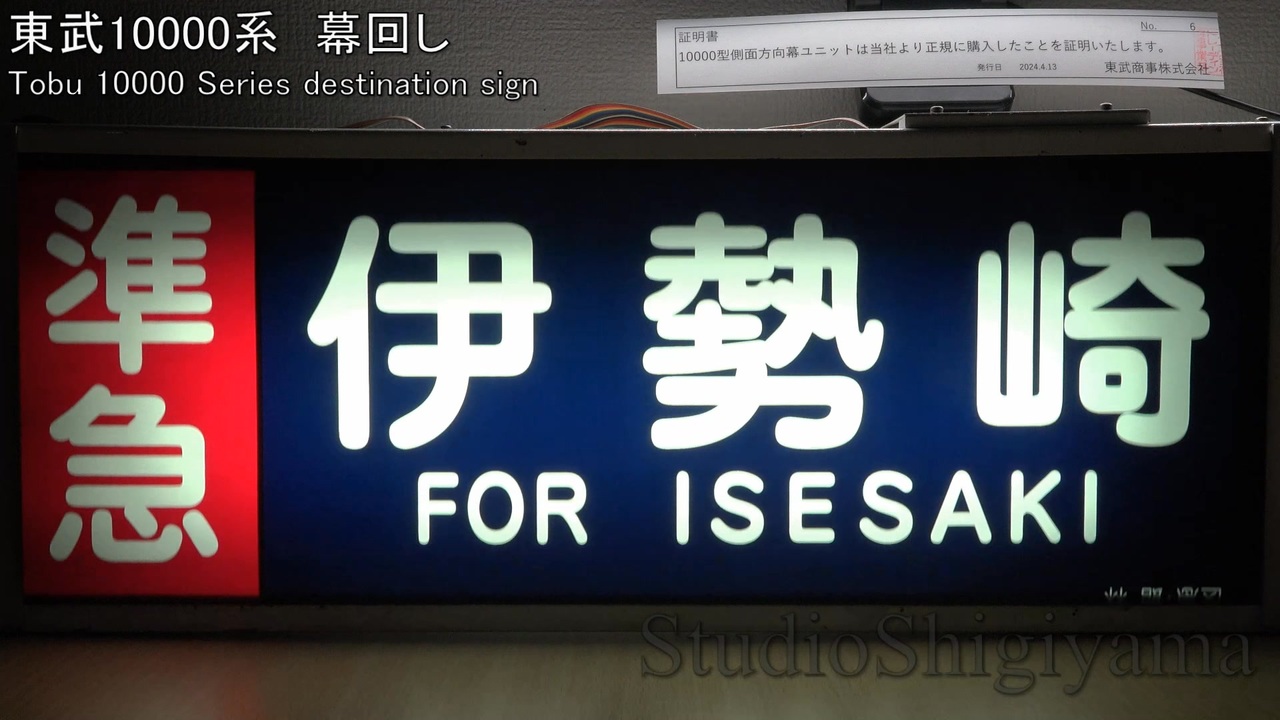 東武10000系　幕回し
Tobu 10000 Series destination sign
証明書
No. 6
10000型側面方向幕ユニットは当社より正規に購入したことを証明いたします。
発行日 2024.4.13 東武商事株式会社
準急
伊勢崎
FOR ISESAKI
StudioShigiyama